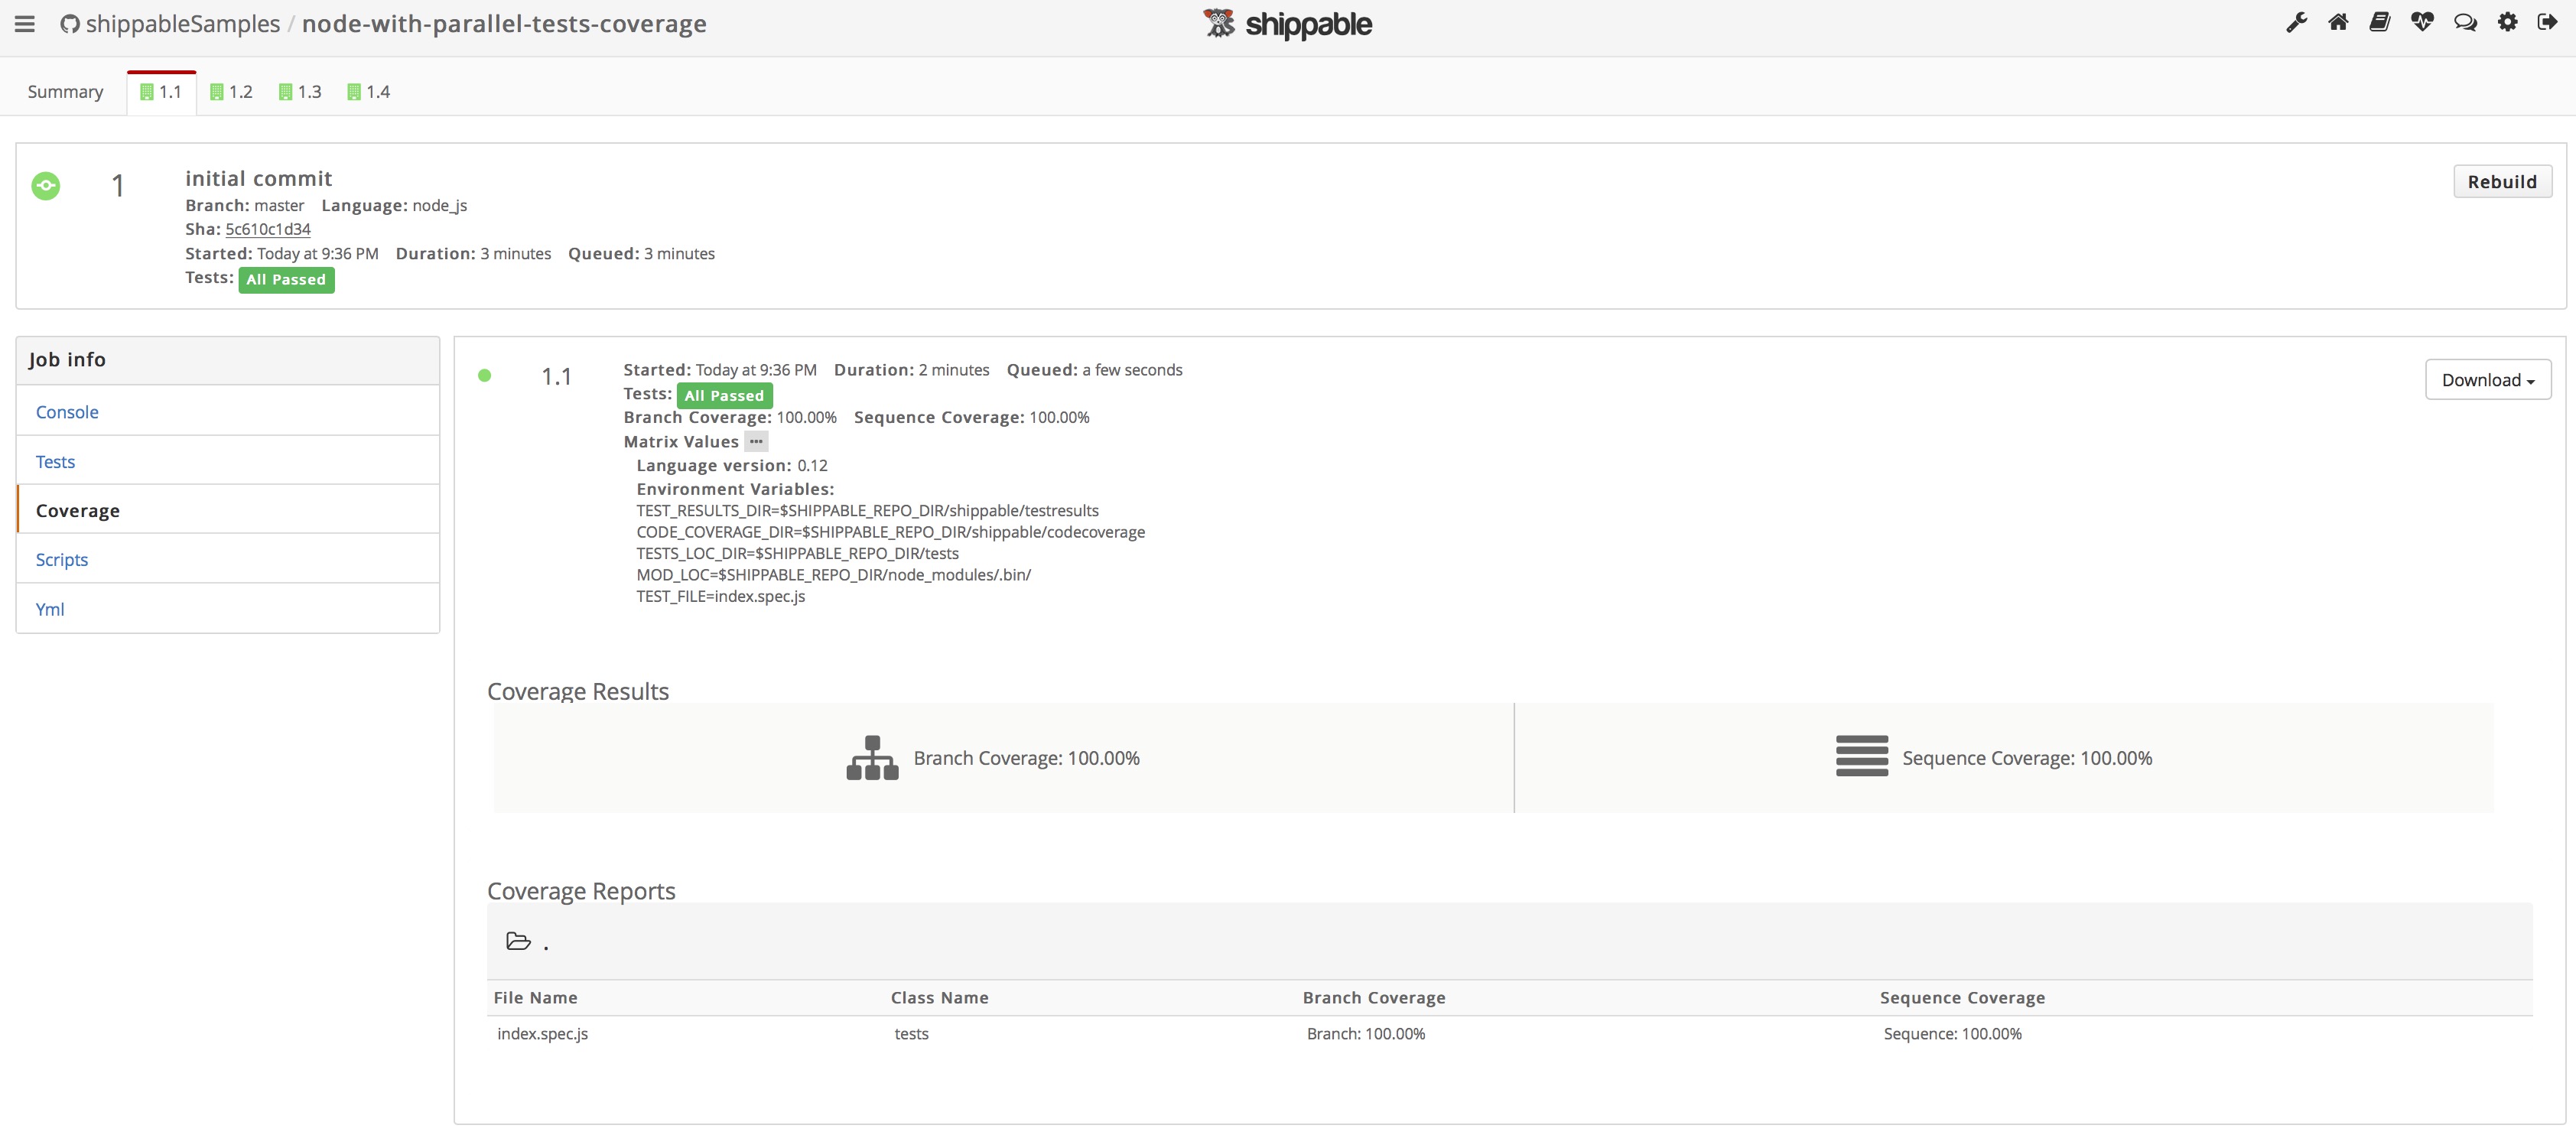 shippableSamples / node-with-parallel-tests-coverage
shippable
Summary 1.1 1.2 1.3 1.4
1
initial commit
Rebuild
Branch: master Language: node_js
Sha: 5c610c1d34
Started: Today at 9:36 PM Duration: 3 minutes Queued: 3 minutes
Tests: All Passed
Job info
Console
Tests
Coverage
Scripts
Yml
1.1
Started: Today at 9:36 PM Duration: 2 minutes Queued: a few seconds
Download
Tests: All Passed
Branch Coverage: 100.00% Sequence Coverage: 100.00%
Matrix Values ...
Language version: 0.12
Environment Variables:
TEST_RESULTS_DIR=$SHIPPABLE_REPO_DIR/shippable/testresults
CODE_COVERAGE_DIR=$SHIPPABLE_REPO_DIR/shippable/codecoverage
TESTS_LOC_DIR=$SHIPPABLE_REPO_DIR/tests
MOD_LOC=$SHIPPABLE_REPO_DIR/node_modules/.bin/
TEST_FILE=index.spec.js
Coverage Results
Branch Coverage: 100.00% Sequence Coverage: 100.00%
Coverage Reports
.
File Name Class Name Branch Coverage Sequence Coverage
index.spec.js tests Branch: 100.00% Sequence: 100.00%